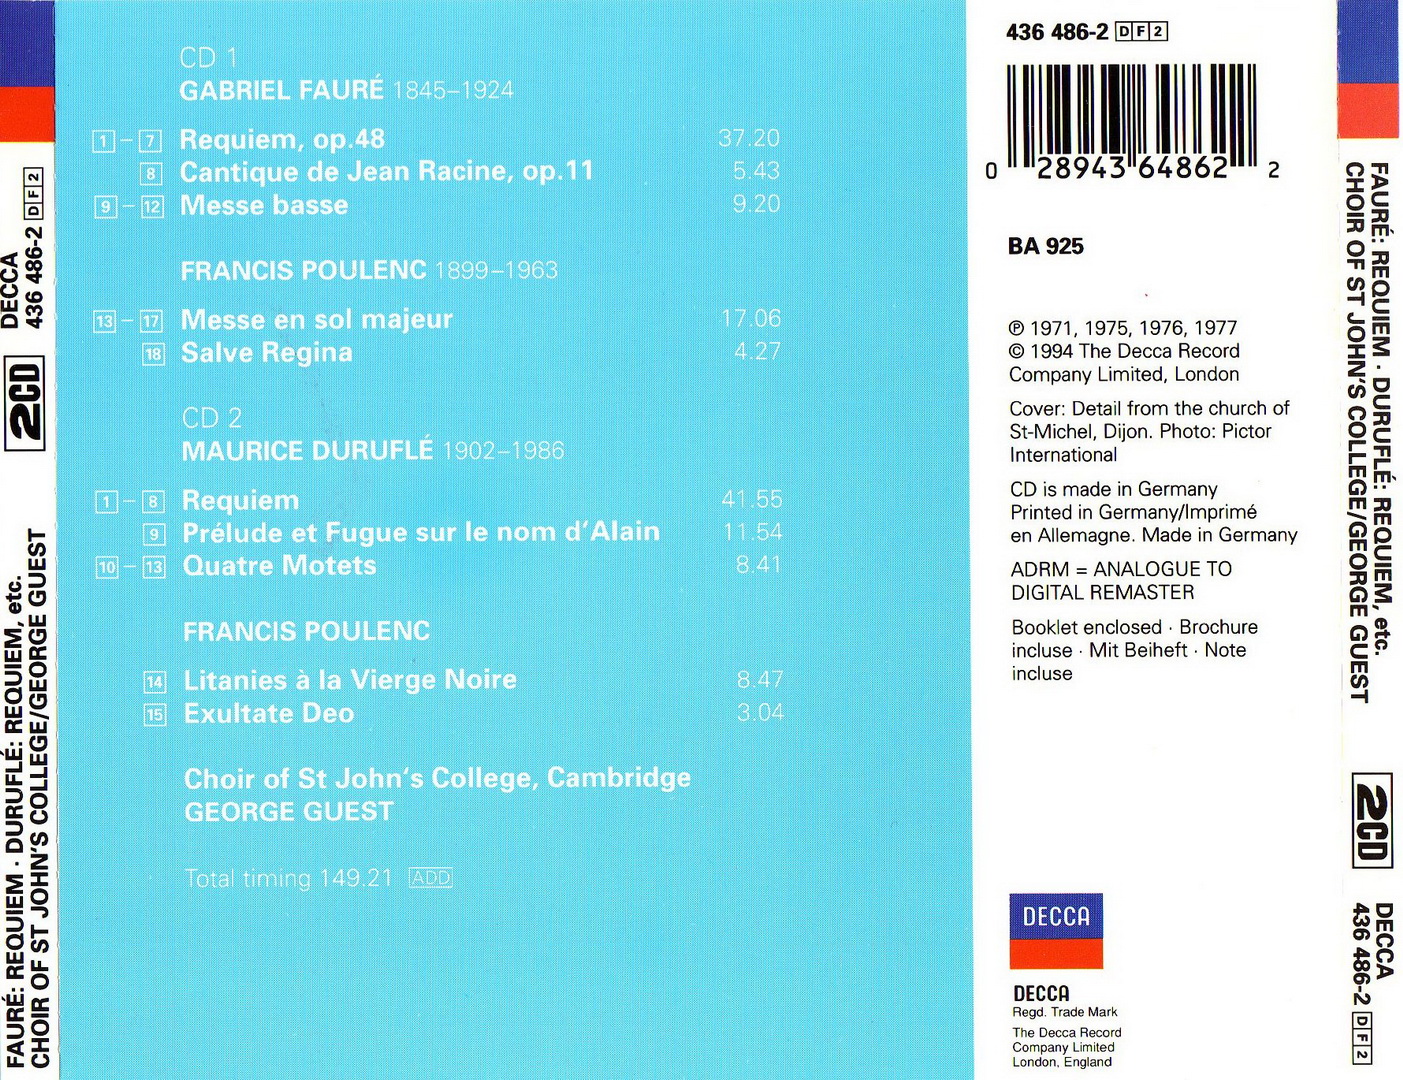 DECCA
436 486-2 DF2
2CD
FAURÉ: REQUIEM · DURUFLÉ: REQUIEM, etc.
CHOIR OF ST JOHN'S COLLEGE/GEORGE GUEST
CD 1
GABRIEL FAURÉ 1845–1924
1 – 7 Requiem, op.48 37.20
8 Cantique de Jean Racine, op.11 5.43
9 – 12 Messe basse 9.20
FRANCIS POULENC 1899–1963
13 – 17 Messe en sol majeur 17.06
18 Salve Regina 4.27
CD 2
MAURICE DURUFLÉ 1902–1986
1 – 8 Requiem 41.55
9 Prélude et Fugue sur le nom d'Alain 11.54
10 – 13 Quatre Motets 8.41
FRANCIS POULENC
14 Litanies à la Vierge Noire 8.47
15 Exultate Deo 3.04
Choir of St John's College, Cambridge
GEORGE GUEST
Total timing 149.21 ADD
436 486-2 DF2
0 28943 64862 2
BA 925
℗ 1971, 1975, 1976, 1977
© 1994 The Decca Record
Company Limited, London
Cover: Detail from the church of
St-Michel, Dijon. Photo: Pictor
International
CD is made in Germany
Printed in Germany/Imprimé
en Allemagne. Made in Germany
ADRM = ANALOGUE TO
DIGITAL REMASTER
Booklet enclosed · Brochure
incluse · Mit Beiheft · Note
incluse
DECCA
DECCA
Regd. Trade Mark
The Decca Record
Company Limited
London, England
FAURÉ: REQUIEM · DURUFLÉ: REQUIEM, etc.
CHOIR OF ST JOHN'S COLLEGE/GEORGE GUEST
2CD
DECCA
436 486-2 DF2